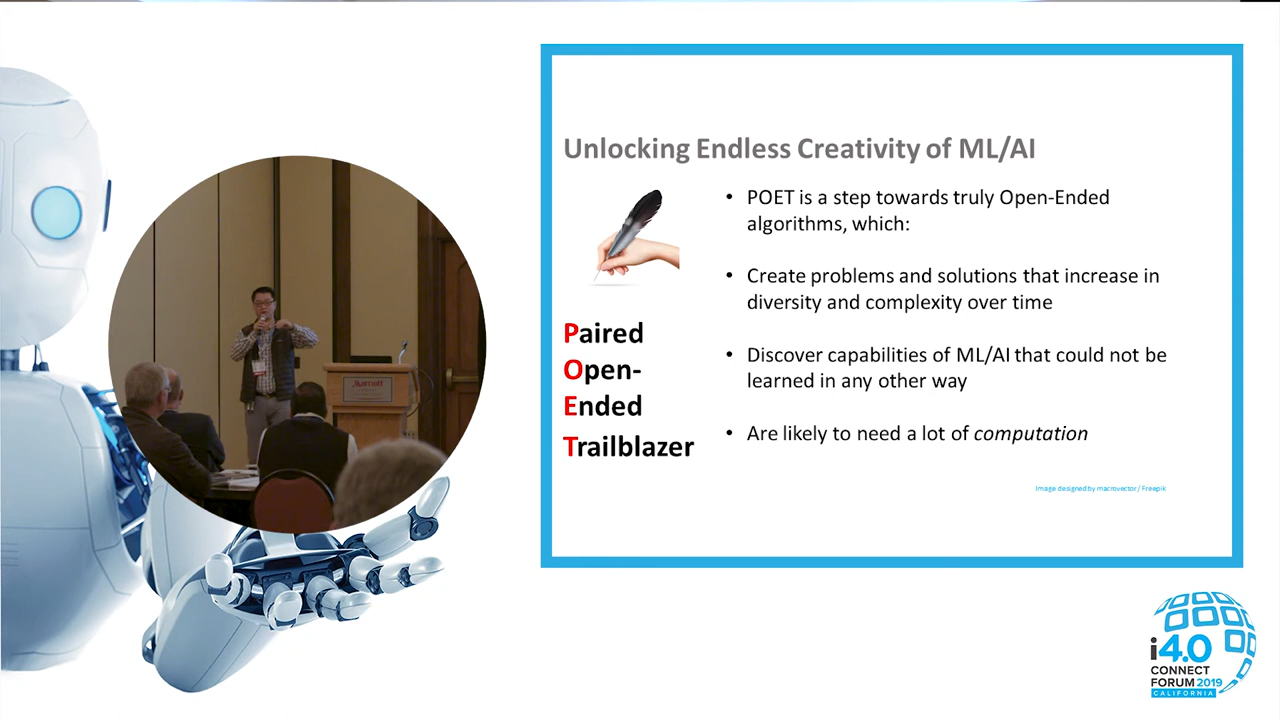 Unlocking Endless Creativity of ML/AI
Paired
Open-
Ended
Trailblazer
• POET is a step towards truly Open-Ended
algorithms, which:
• Create problems and solutions that increase in
diversity and complexity over time
• Discover capabilities of ML/AI that could not be
learned in any other way
• Are likely to need a lot of computation
Image designed by macrovector / Freepik
Marriott
i4.0
CONNECT
FORUM 2019
CALIFORNIA